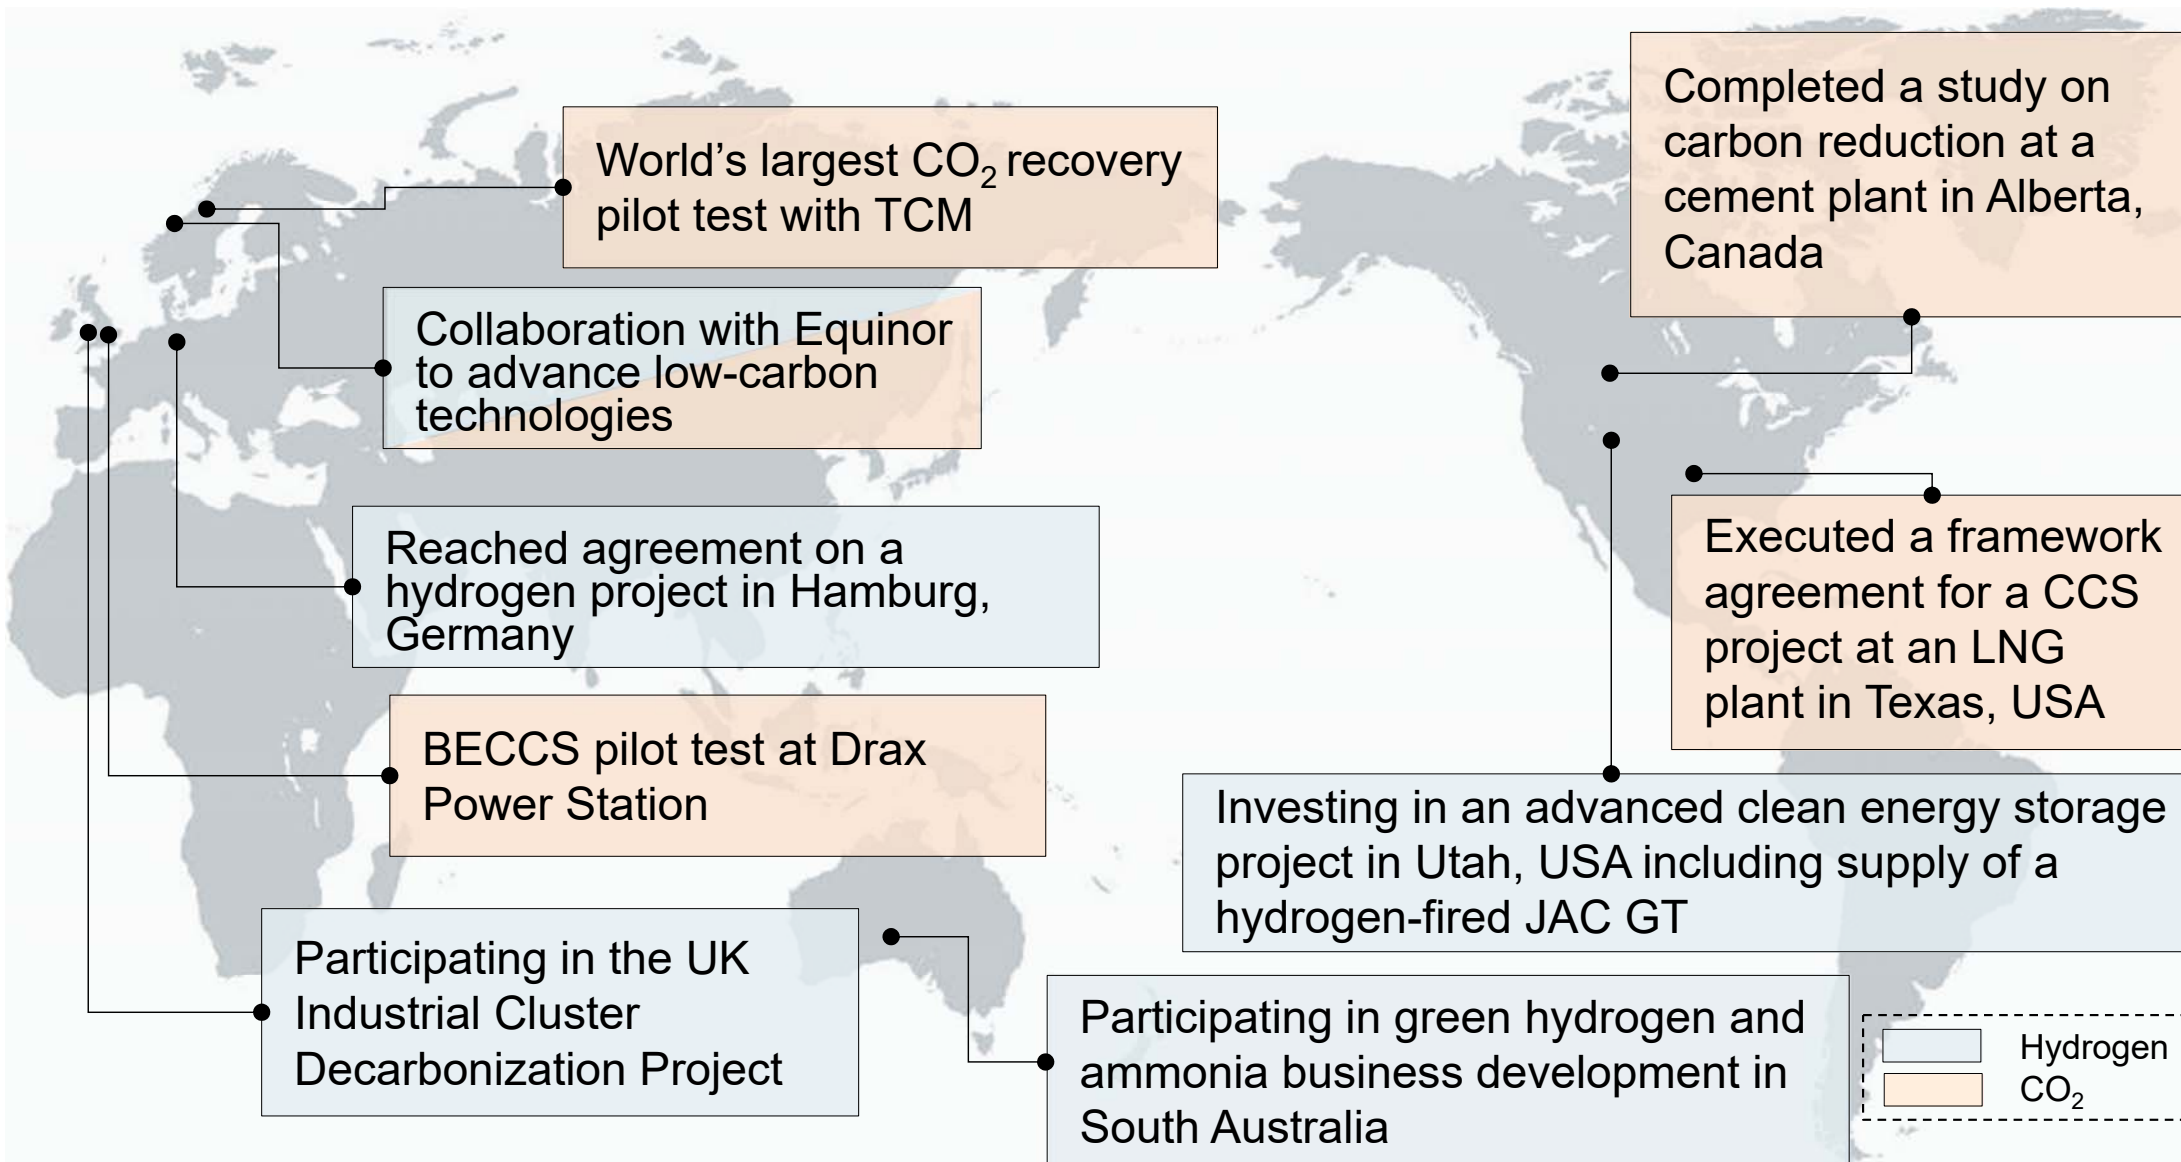 World’s largest CO₂ recovery
pilot test with TCM
Collaboration with Equinor
to advance low-carbon
technologies
Reached agreement on a
hydrogen project in Hamburg,
Germany
BECCS pilot test at Drax
Power Station
Participating in the UK
Industrial Cluster
Decarbonization Project
Completed a study on
carbon reduction at a
cement plant in Alberta,
Canada
Executed a framework
agreement for a CCS
project at an LNG
plant in Texas, USA
Investing in an advanced clean energy storage
project in Utah, USA including supply of a
hydrogen-fired JAC GT
Participating in green hydrogen and
ammonia business development in
South Australia
Hydrogen
CO₂